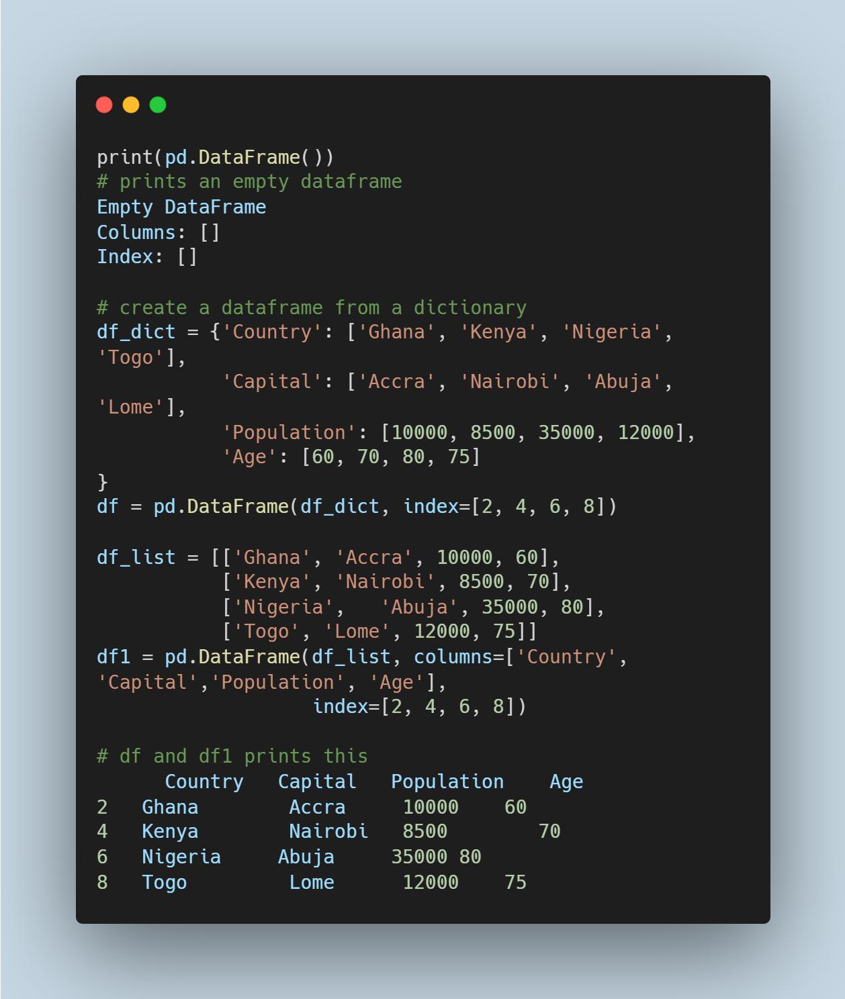 print(pd.DataFrame())
# prints an empty dataframe
Empty DataFrame
Columns: []
Index: []

# create a dataframe from a dictionary
df_dict = {'Country': ['Ghana', 'Kenya', 'Nigeria',
'Togo'],
           'Capital': ['Accra', 'Nairobi', 'Abuja',
'Lome'],
           'Population': [10000, 8500, 35000, 12000],
           'Age': [60, 70, 80, 75]
}
df = pd.DataFrame(df_dict, index=[2, 4, 6, 8])

df_list = [['Ghana', 'Accra', 10000, 60],
           ['Kenya', 'Nairobi', 8500, 70],
           ['Nigeria',   'Abuja', 35000, 80],
           ['Togo', 'Lome', 12000, 75]]
df1 = pd.DataFrame(df_list, columns=['Country',
'Capital','Population', 'Age'],
                   index=[2, 4, 6, 8])

# df and df1 prints this
      Country   Capital   Population    Age
2   Ghana        Accra     10000    60
4   Kenya        Nairobi   8500        70
6   Nigeria     Abuja     35000 80
8   Togo         Lome      12000    75